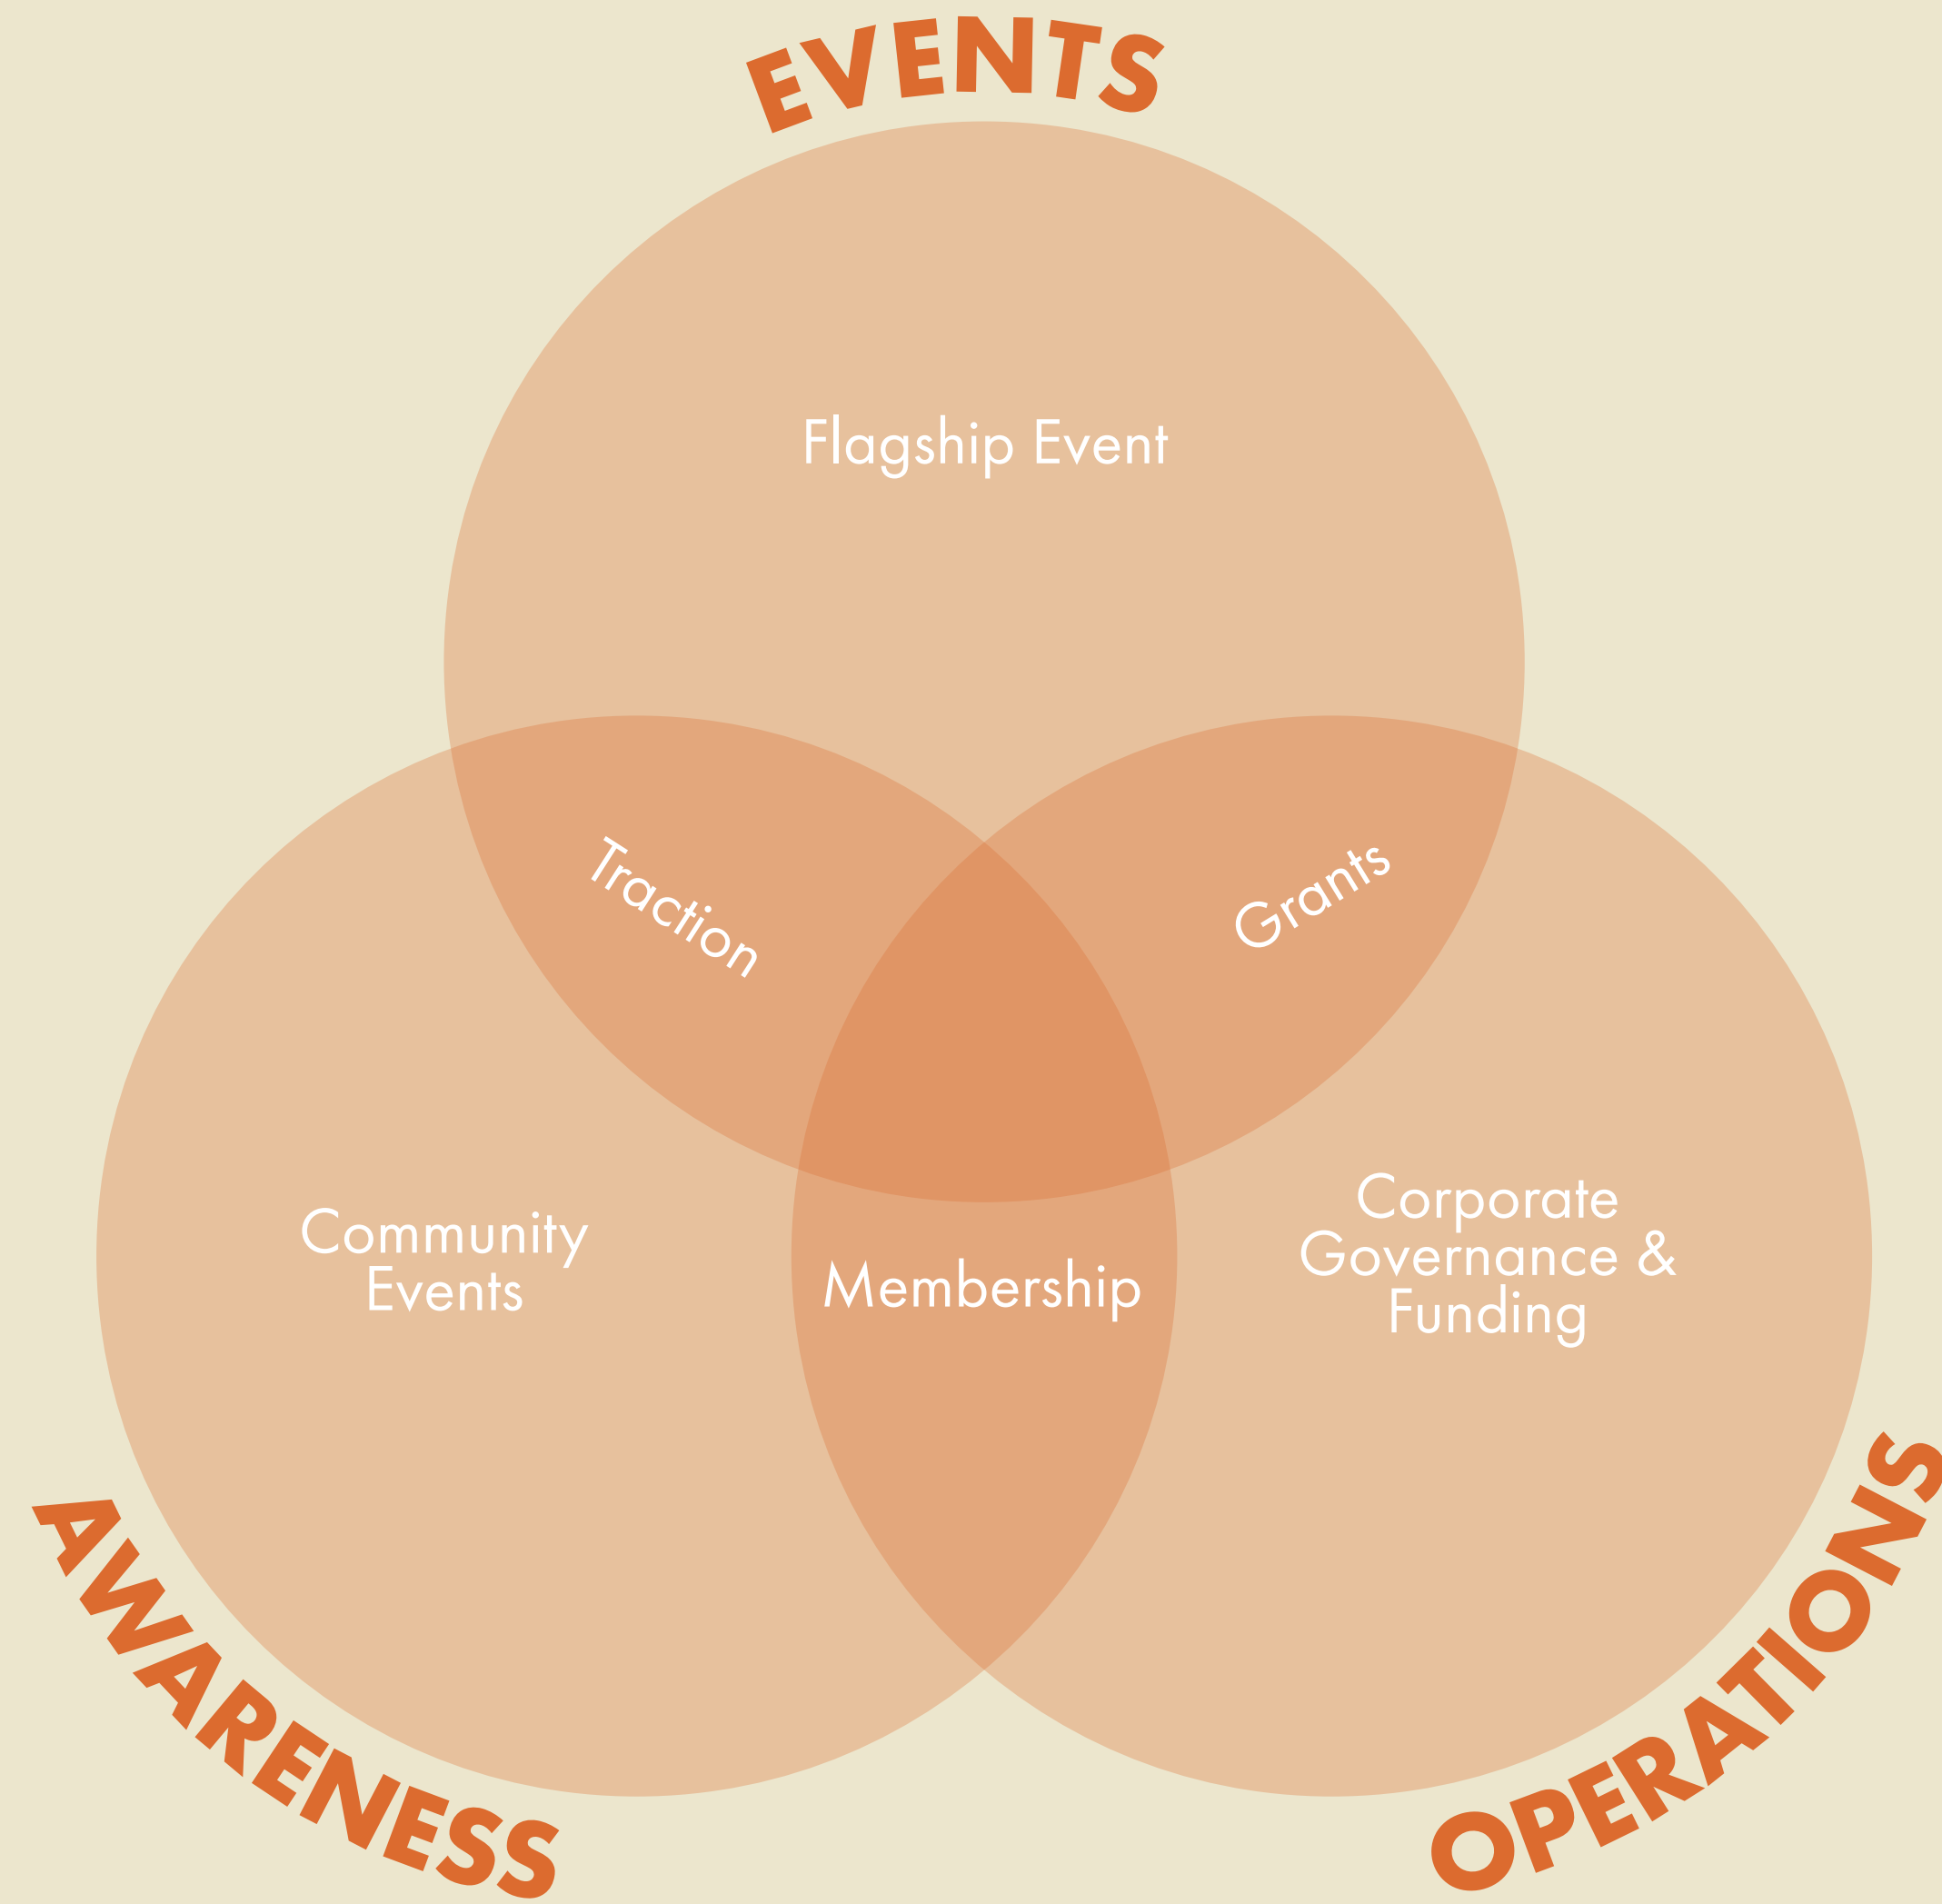 EVENTS
Flagship Event
Traction
Grants
Community
Events
Membership
Corporate
Governance &
Funding
AWARENESS
OPERATIONS